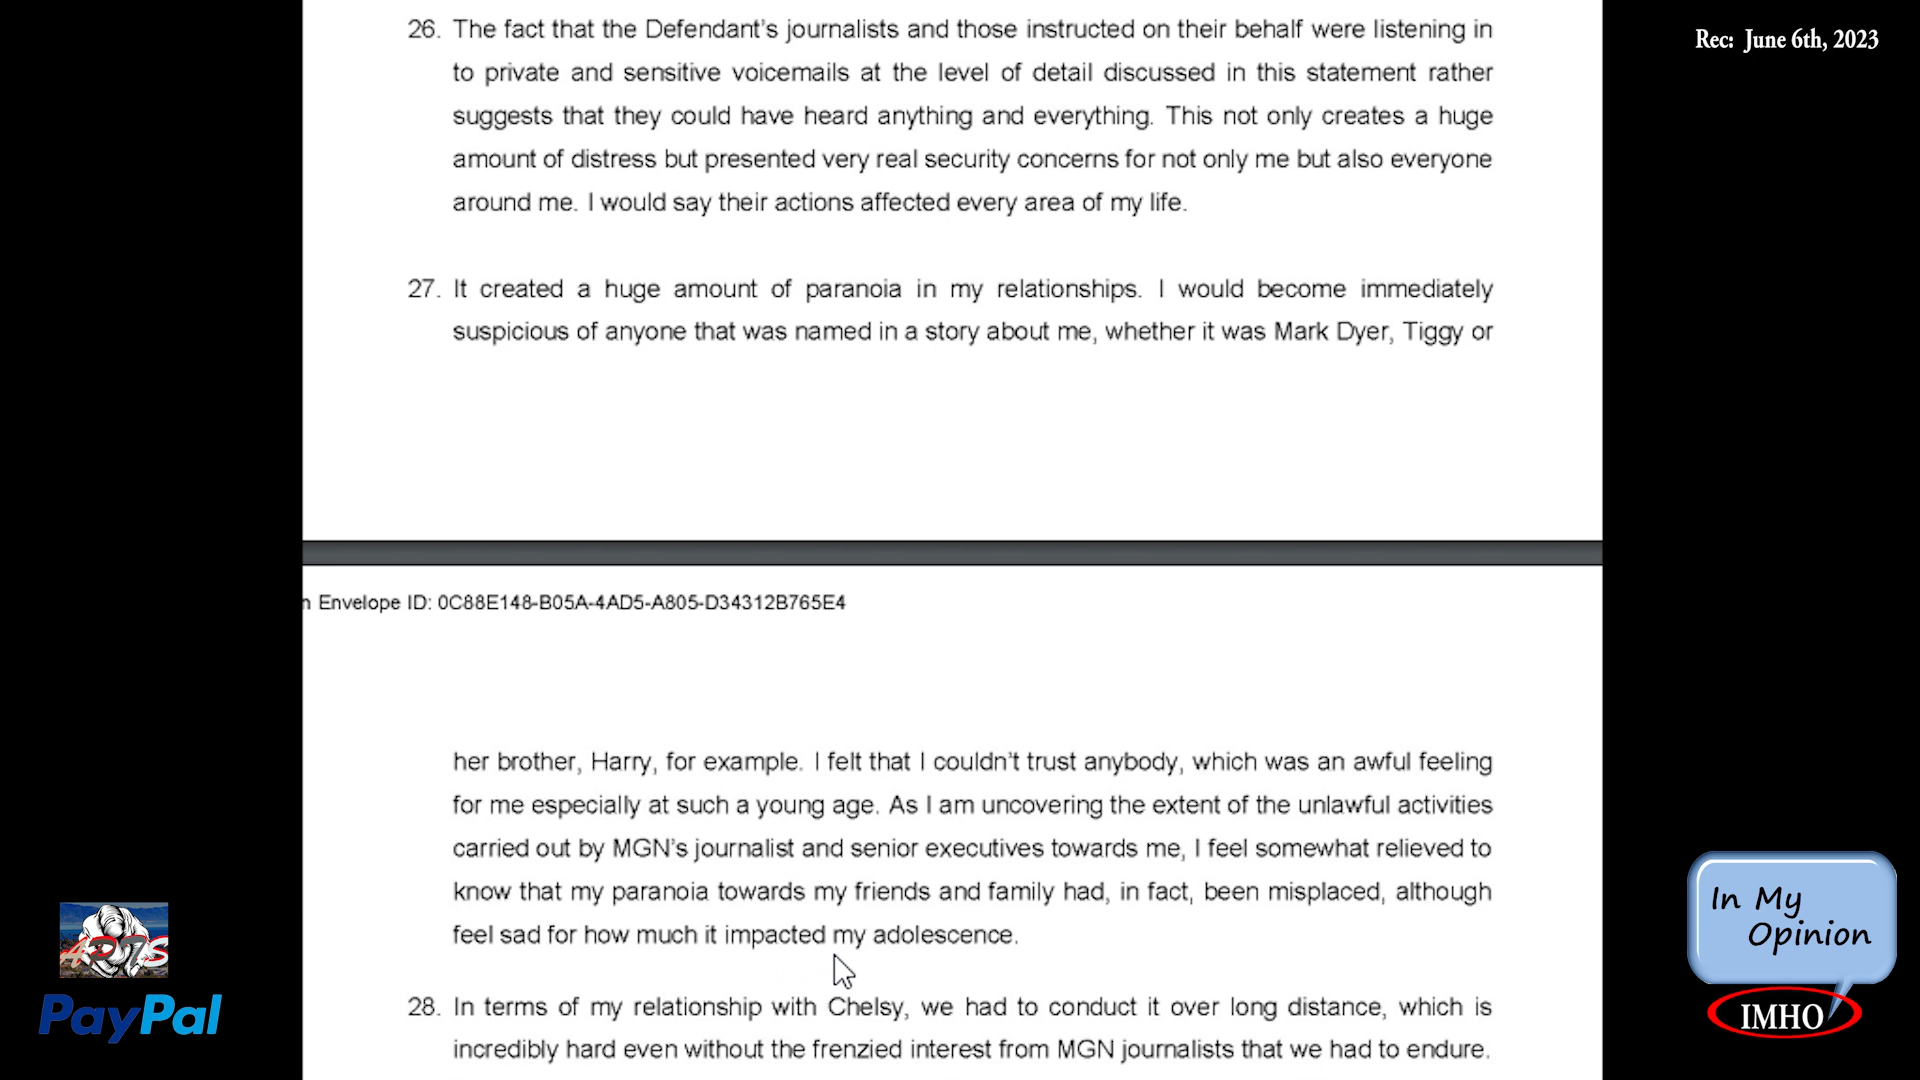 Rec: June 6th, 2023
26. The fact that the Defendant's journalists and those instructed on their behalf were listening in
to private and sensitive voicemails at the level of detail discussed in this statement rather
suggests that they could have heard anything and everything. This not only creates a huge
amount of distress but presented very real security concerns for not only me but also everyone
around me. I would say their actions affected every area of my life.
27. It created a huge amount of paranoia in my relationships. I would become immediately
suspicious of anyone that was named in a story about me, whether it was Mark Dyer, Tiggy or
n Envelope ID: 0C88E148-B05A-4AD5-A805-D34312B765E4
her brother, Harry, for example. I felt that I couldn't trust anybody, which was an awful feeling
for me especially at such a young age. As I am uncovering the extent of the unlawful activities
carried out by MGN's journalist and senior executives towards me, I feel somewhat relieved to
know that my paranoia towards my friends and family had, in fact, been misplaced, although
feel sad for how much it impacted my adolescence.
28. In terms of my relationship with Chelsy, we had to conduct it over long distance, which is
incredibly hard even without the frenzied interest from MGN journalists that we had to endure.
PayPal
In My
Opinion
IMHO